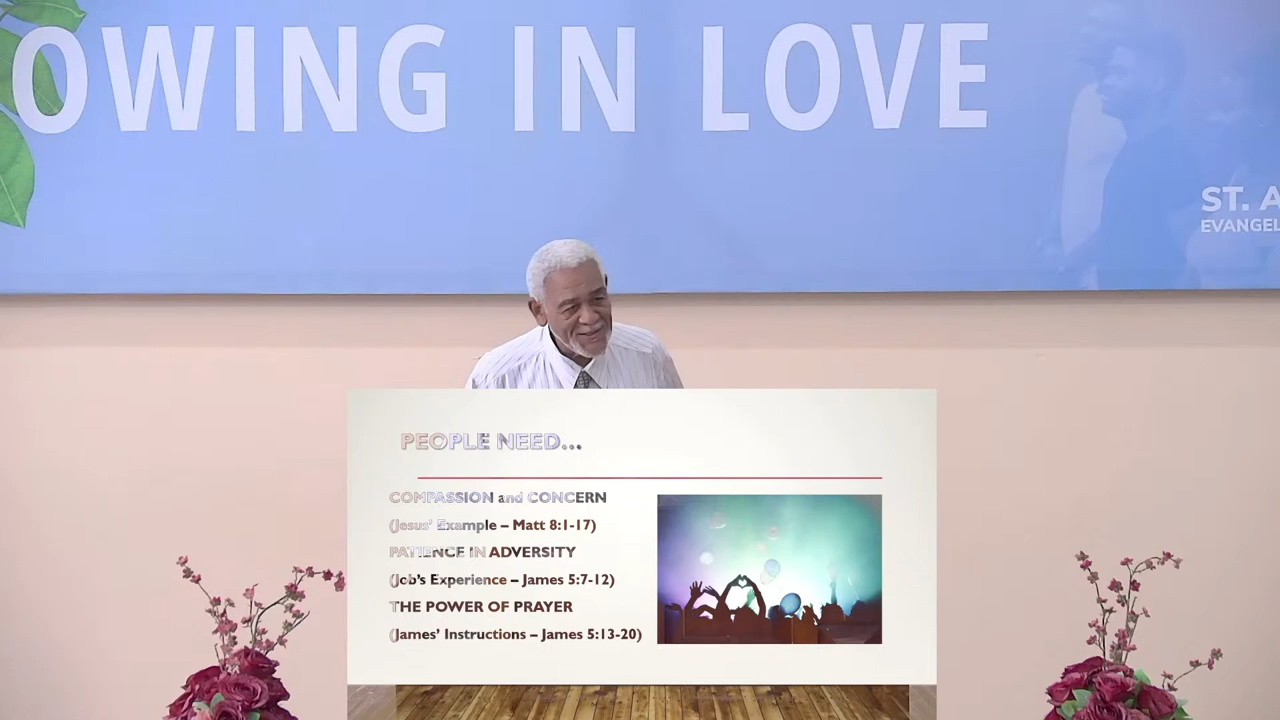 OWING IN LOVE
ST. A
EVANGEL
PEOPLE NEED...
COMPASSION and CONCERN
(Jesus' Example – Matt 8:1-17)
PATIENCE IN ADVERSITY
(Job's Experience – James 5:7-12)
THE POWER OF PRAYER
(James' Instructions – James 5:13-20)